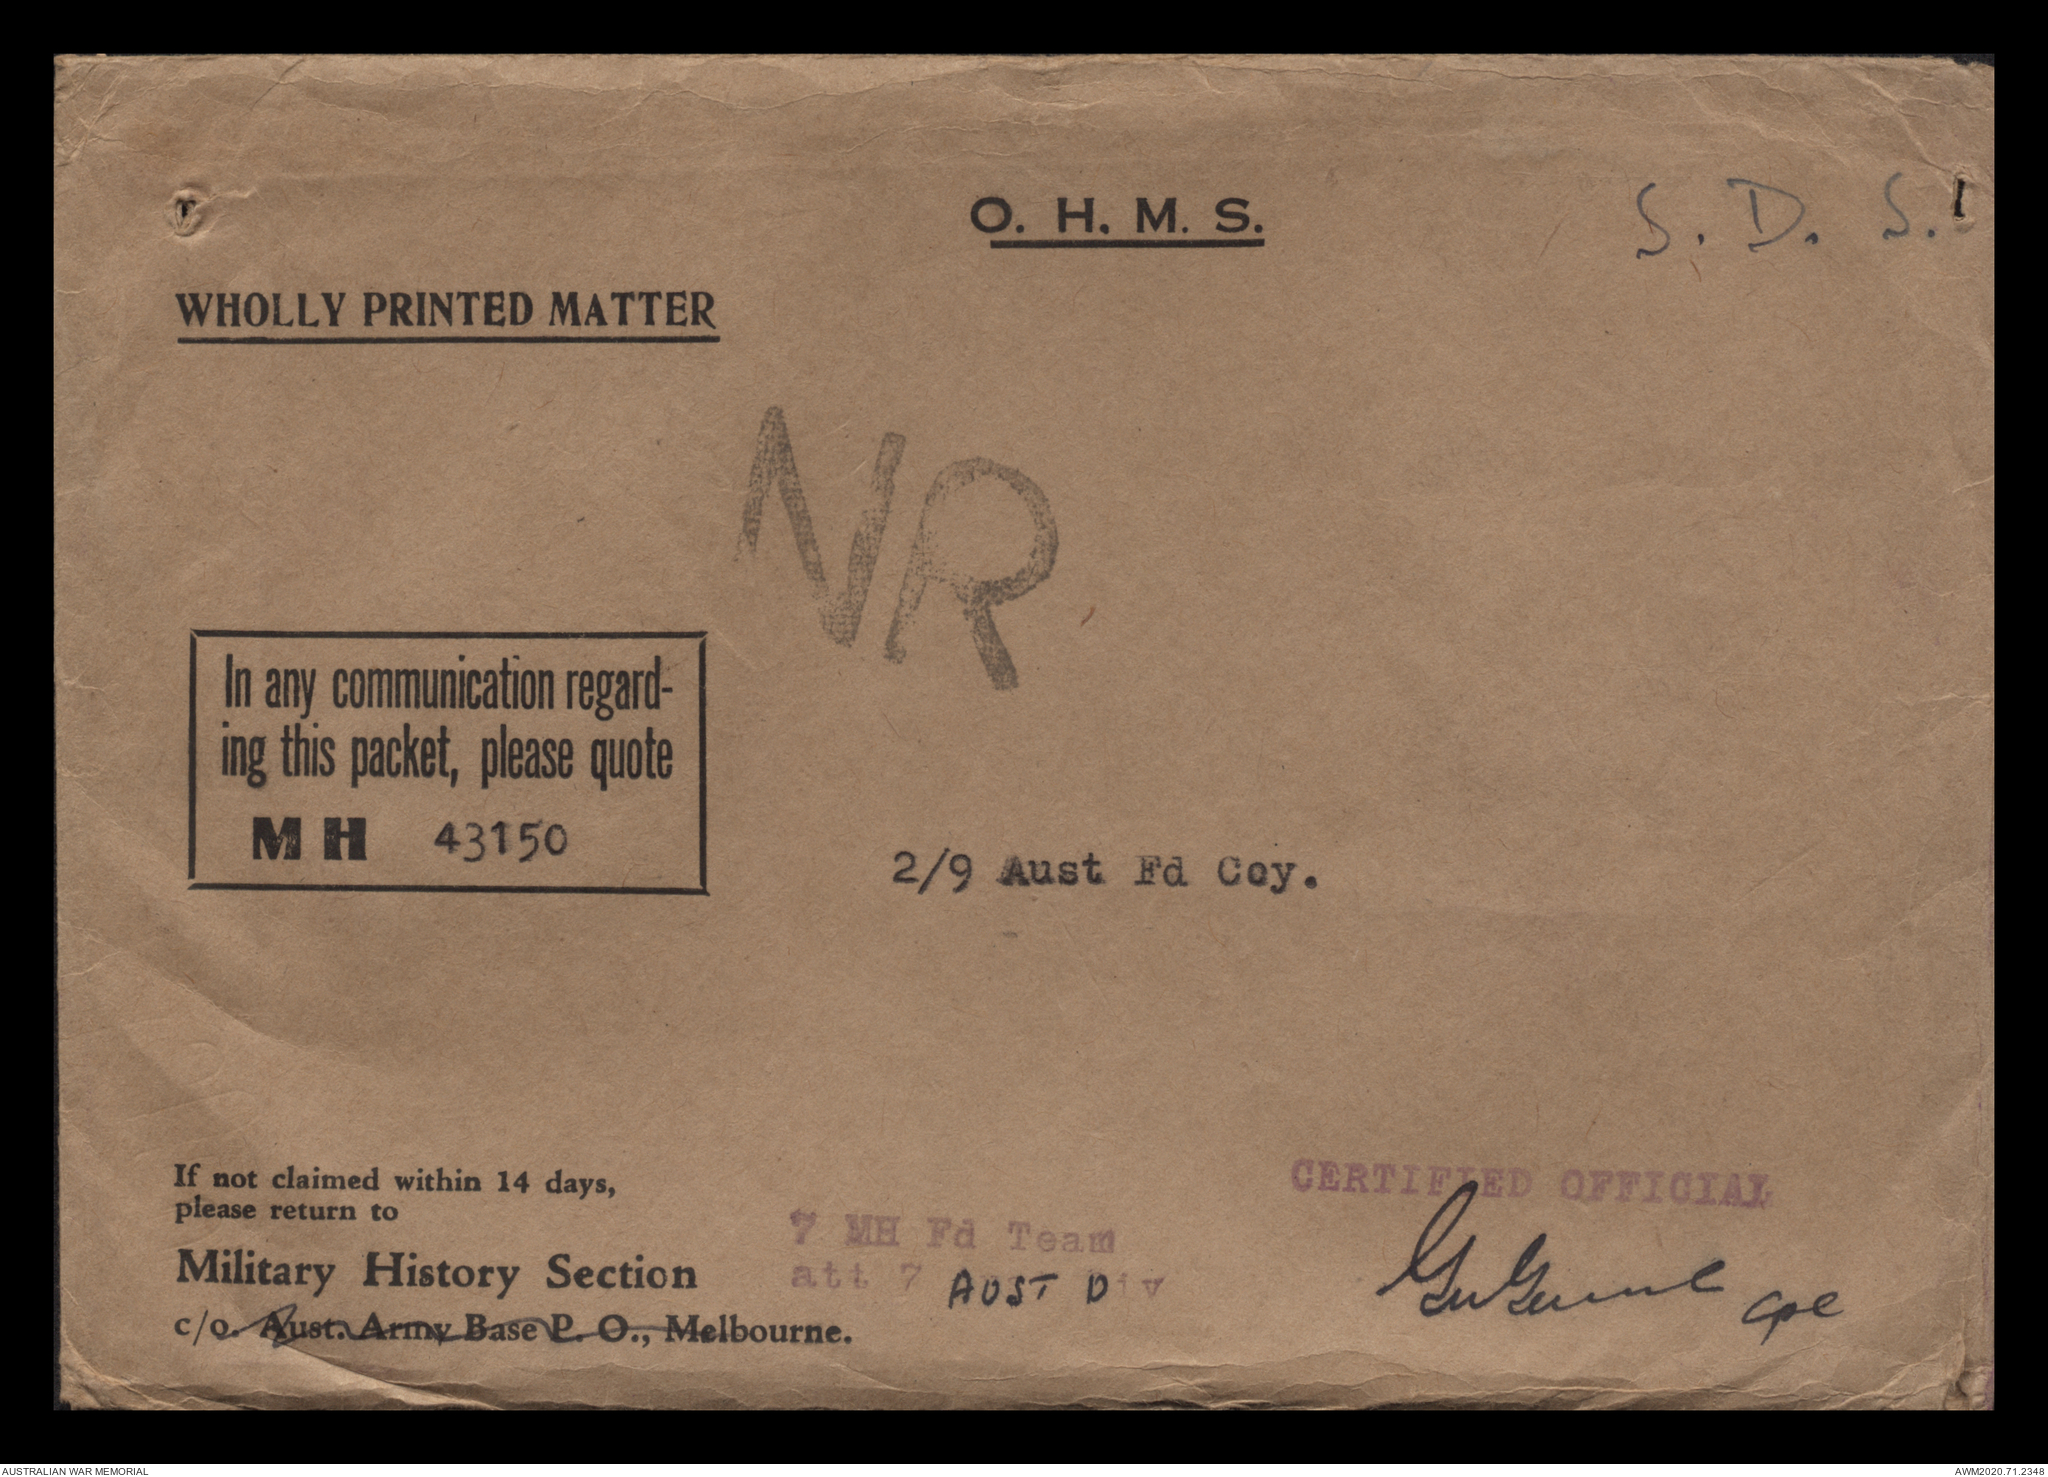 O. H. M. S.
S. D. S.
WHOLLY PRINTED MATTER
NR
In any communication regard-
ing this packet, please quote
MH 43150
2/9 Aust Fd Coy.
CERTIFIED OFFICIAL
Cpl
If not claimed within 14 days,
please return to
Military History Section
c/o. Aust. Army Base P. O., Melbourne.
7 MH Fd Team
att 7 AUST Div
AUSTRALIAN WAR MEMORIAL
AWM2020.71.2348